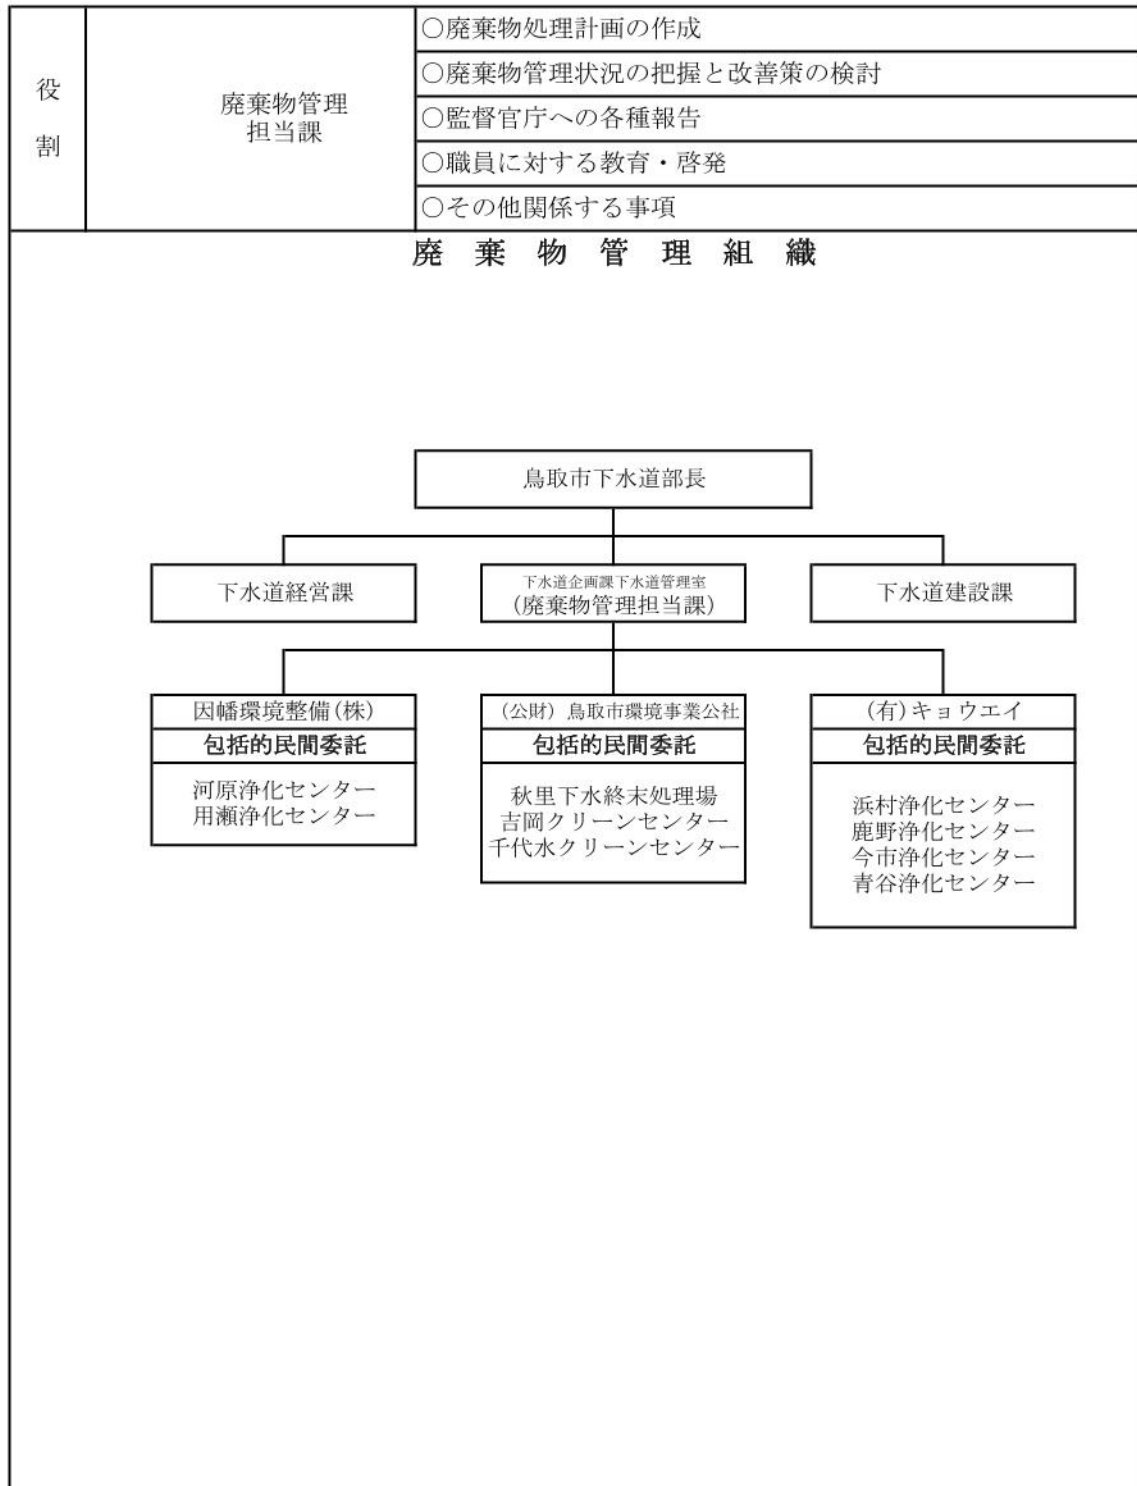 役
割
廃棄物管理
担当課
○廃棄物処理計画の作成
○廃棄物管理状況の把握と改善策の検討
○監督官庁への各種報告
○職員に対する教育・啓発
○その他関係する事項
廃棄物管理組織
鳥取市下水道部長
下水道経営課
下水道企画課下水道管理室
(廃棄物管理担当課)
下水道建設課
因幡環境整備(株)
包括的民間委託
河原浄化センター
用瀬浄化センター
(公財)鳥取市環境事業公社
包括的民間委託
秋里下水終末処理場
吉岡クリーンセンター
千代水クリーンセンター
(有)キョウエイ
包括的民間委託
浜村浄化センター
鹿野浄化センター
今市浄化センター
青谷浄化センター